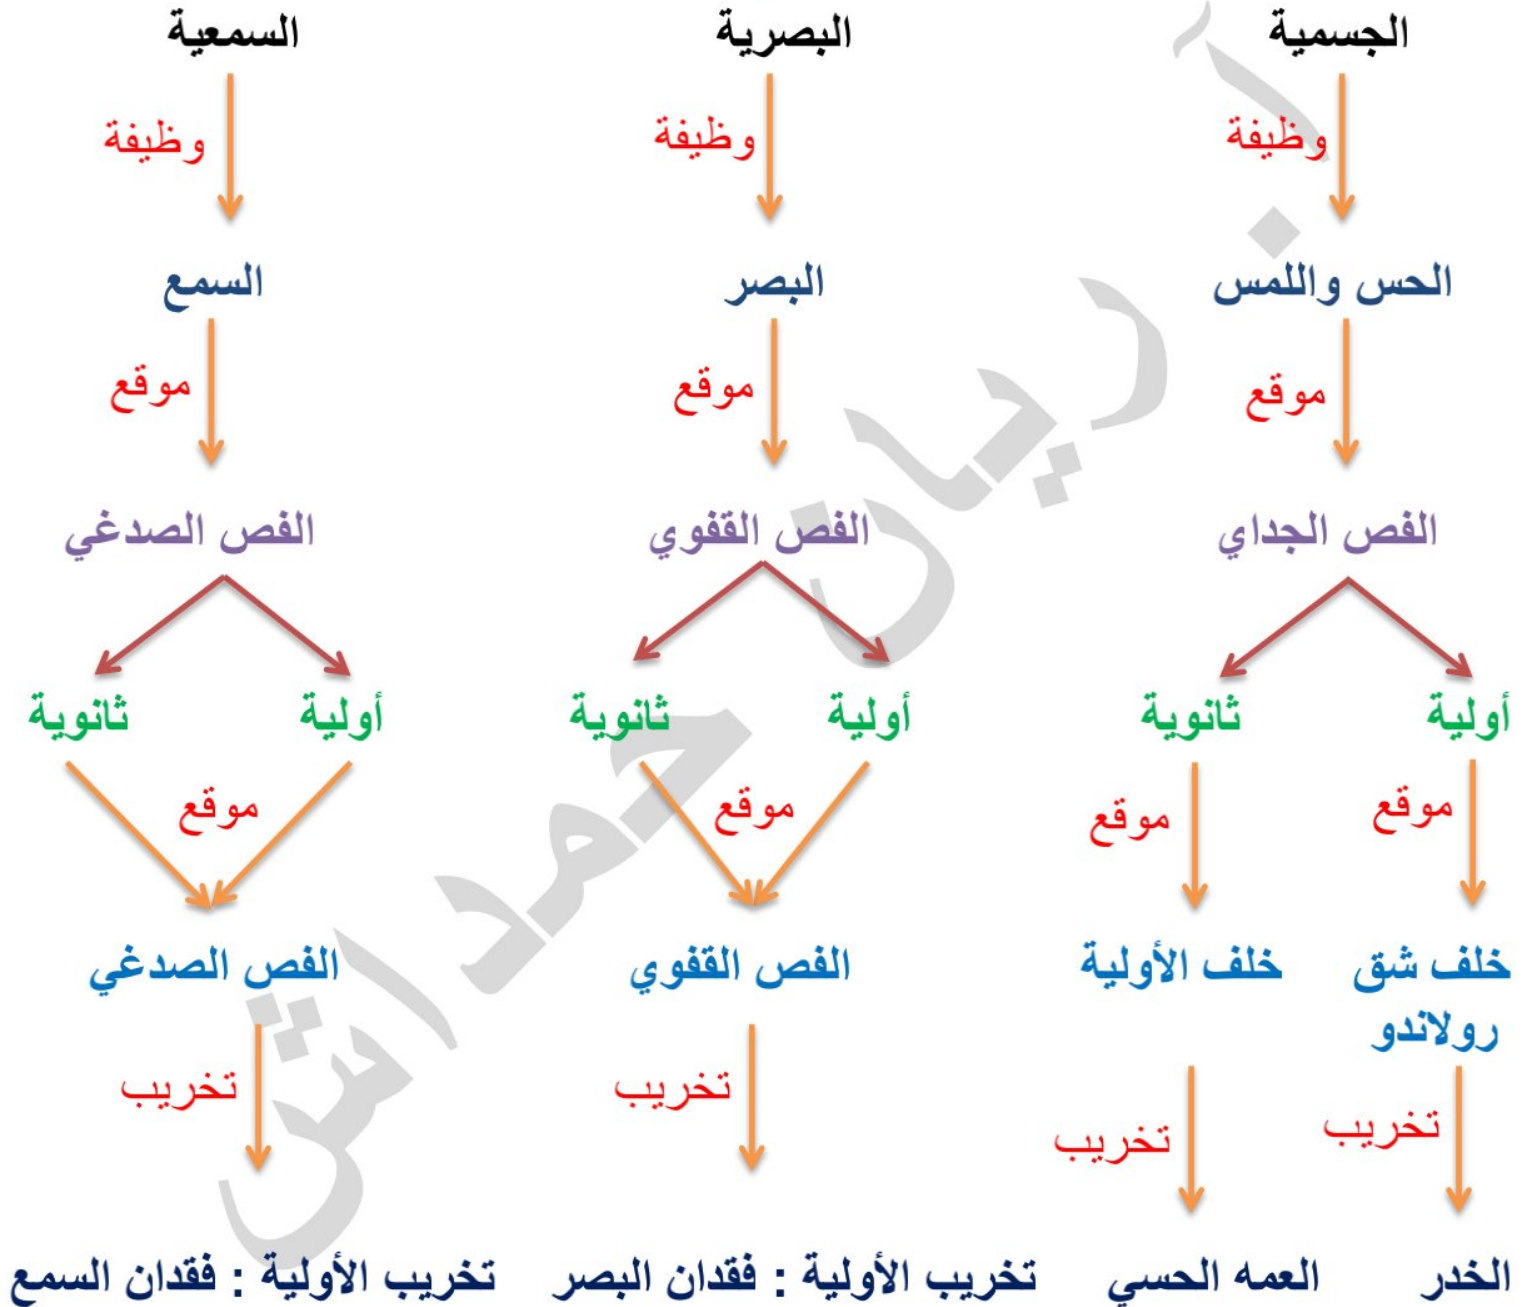 الجسمية البصرية السمعية
وظيفة وظيفة وظيفة
الحس واللمس البصر السمع
موقع موقع موقع
الفص الجداي الفص القفوي الفص الصدغي
أولية ثانوية أولية ثانوية أولية ثانوية
موقع موقع موقع موقع
خلف شق خلف الأولية الفص القفوي الفص الصدغي
رولاندو
تخريب تخريب تخريب تخريب
الخدر العمه الحسي تخريب الأولية : فقدان البصر تخريب الأولية : فقدان السمع
آ . ريان حمداش